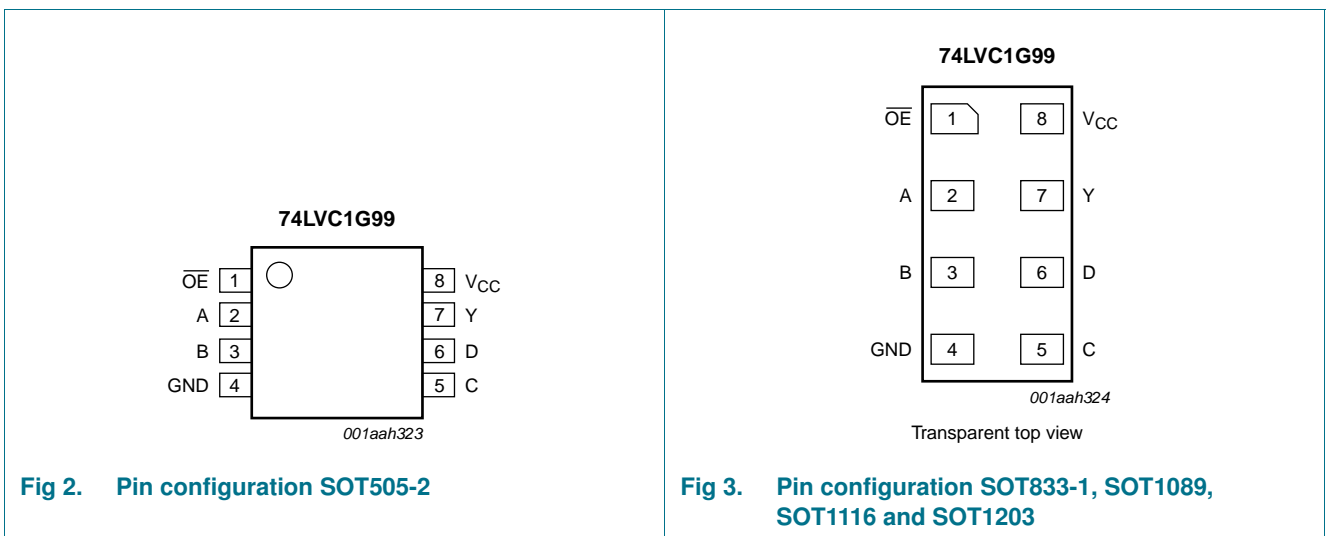 74LVC1G99
OE 1 8 VCC
A 2 7 Y
B 3 6 D
GND 4 5 C
001aah323
Fig 2. Pin configuration SOT505-2
74LVC1G99
OE 1 8 VCC
A 2 7 Y
B 3 6 D
GND 4 5 C
001aah324
Transparent top view
Fig 3. Pin configuration SOT833-1, SOT1089,
SOT1116 and SOT1203